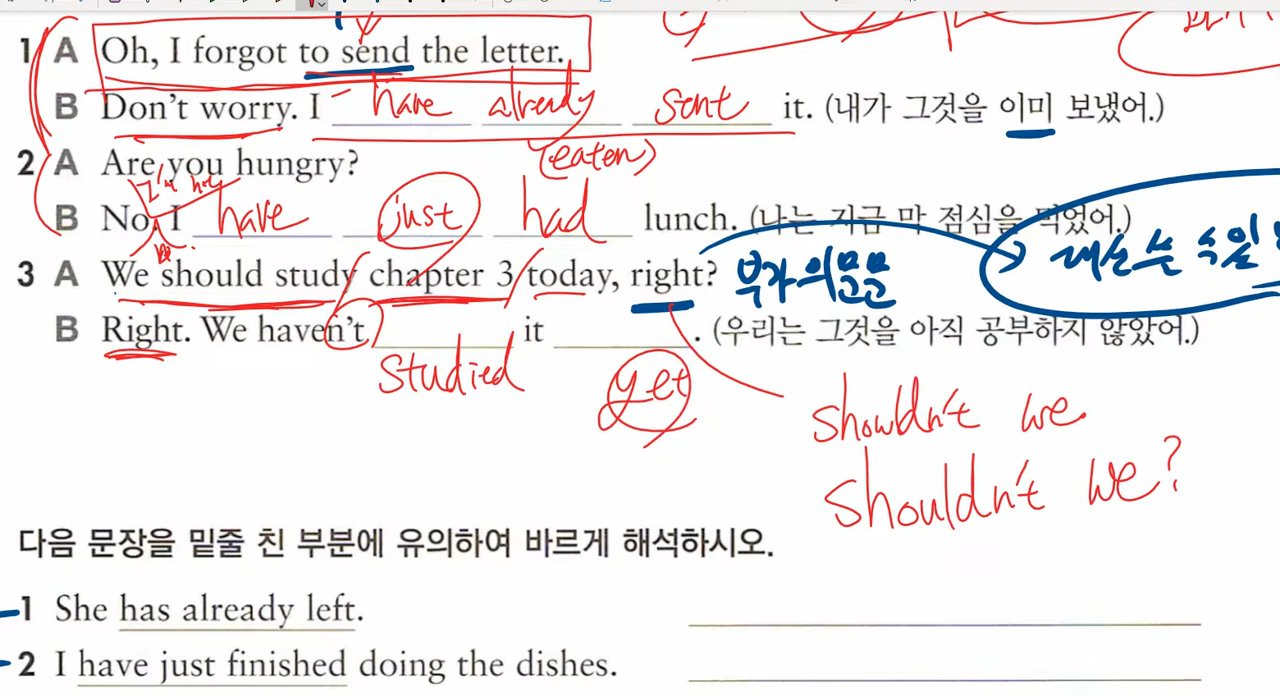 1 A Oh, I forgot to send the letter.
B Don't worry. I have already sent it. (내가 그것을 이미 보냈어.)
(eaten)
2 A Are you hungry?
I'm not
B No. I have just had lunch. (나는 지금 막 점심을 먹었어.)
3 A We should study chapter 3 today, right? 부가 의문문
B Right. We haven't studied it yet. (우리는 그것을 아직 공부하지 않았어.)
shouldn't we
shouldn't we?
다음 문장을 밑줄 친 부분에 유의하여 바르게 해석하시오.
1 She has already left.
2 I have just finished doing the dishes.